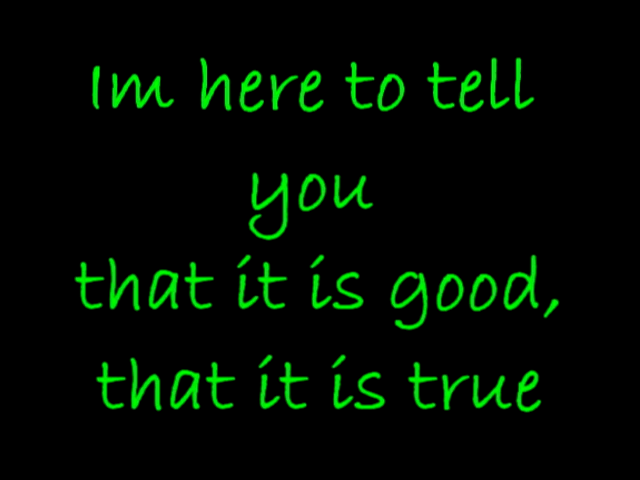 Im here to tell
you
that it is good,
that it is true